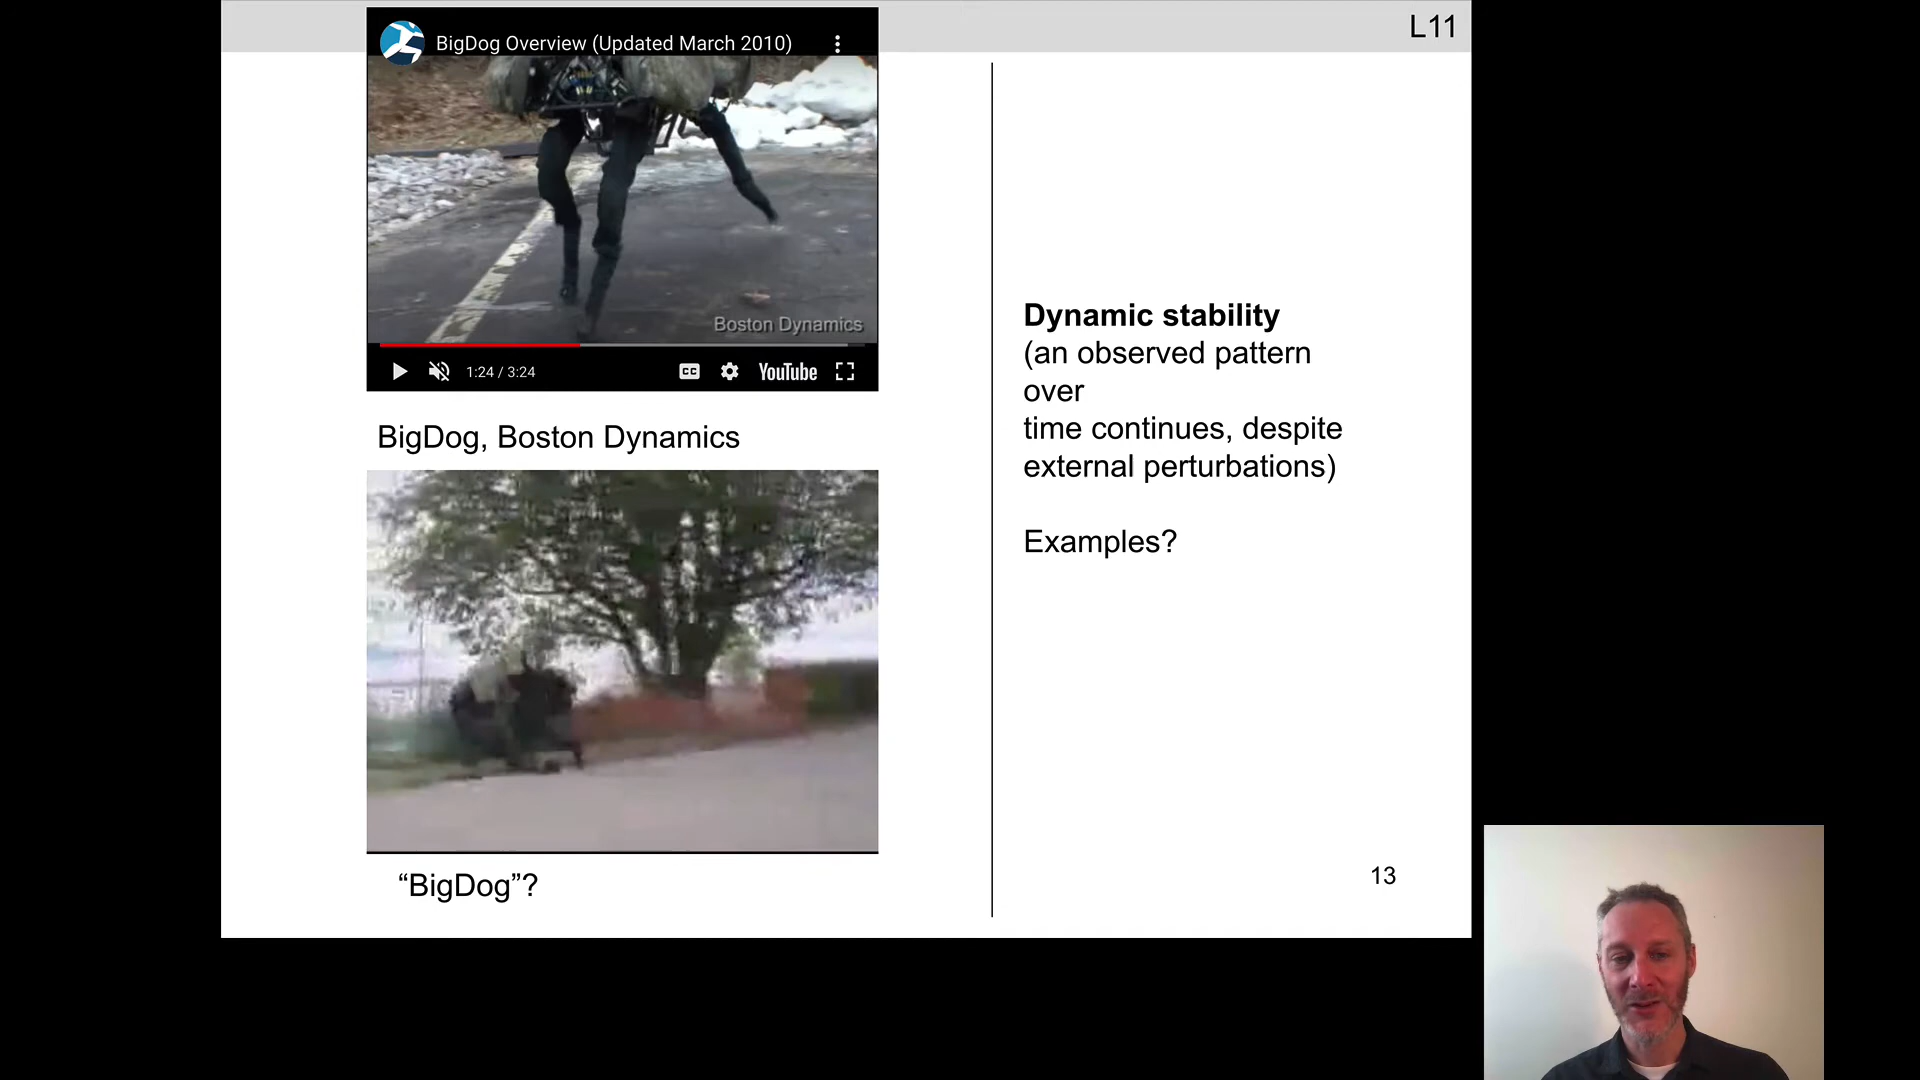 L11
BigDog Overview (Updated March 2010)
Boston Dynamics
1:24 / 3:24
CC
YouTube
BigDog, Boston Dynamics
“BigDog”?
Dynamic stability
(an observed pattern
over
time continues, despite
external perturbations)
Examples?
13